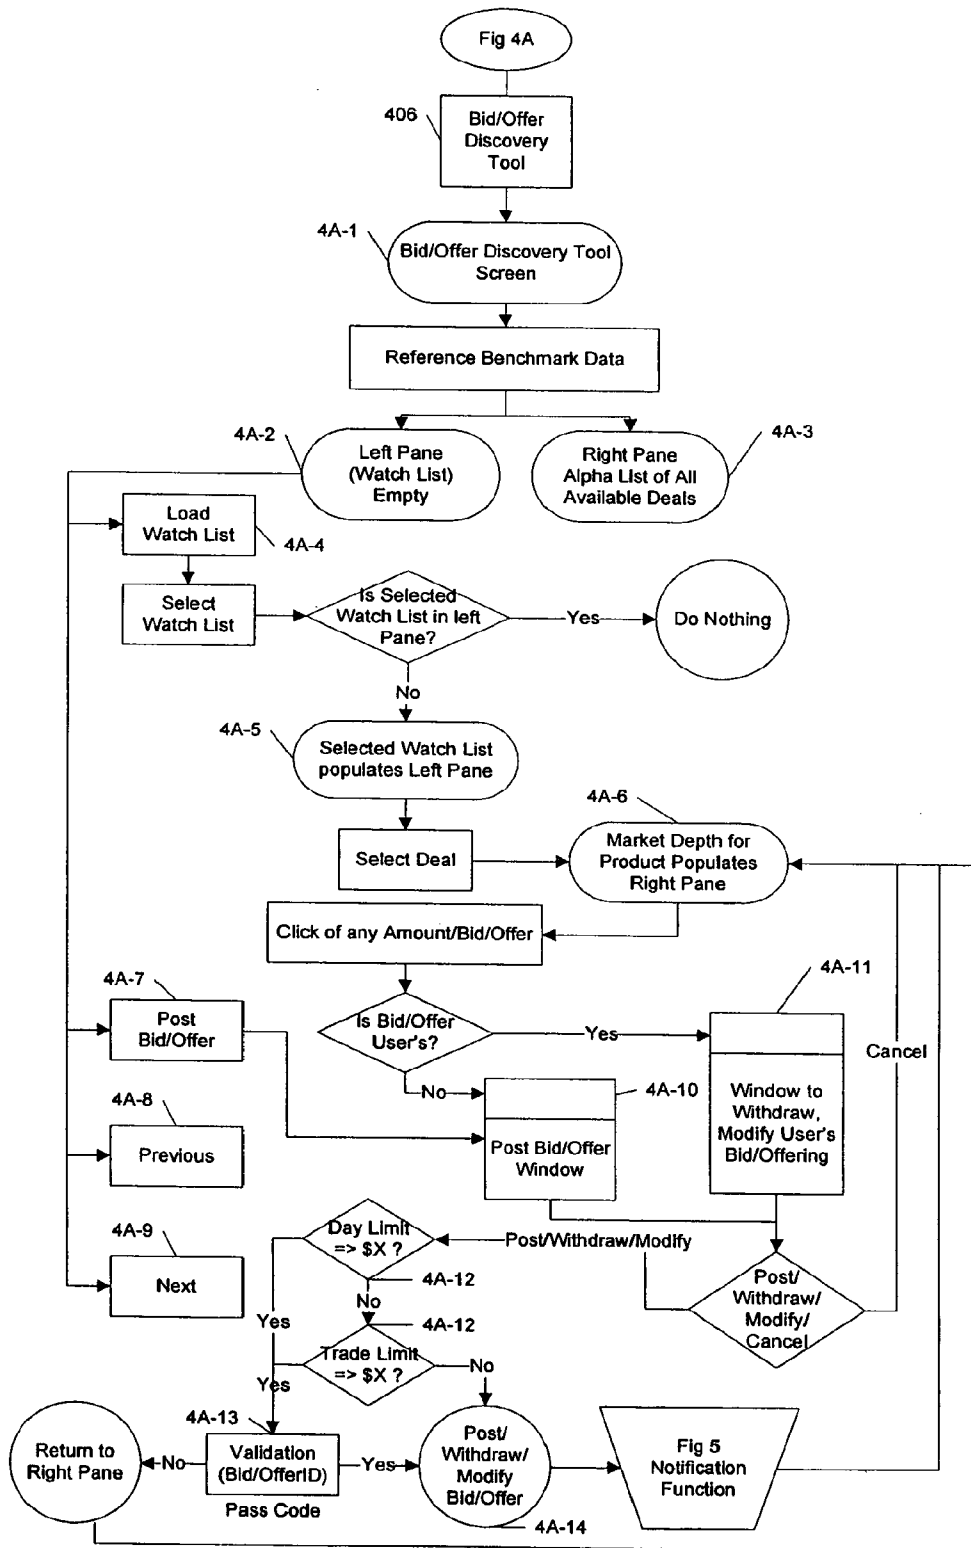 Fig 4A
406
Bid/Offer
Discovery
Tool
4A-1
Bid/Offer Discovery Tool
Screen
Reference Benchmark Data
4A-2
Left Pane
(Watch List)
Empty
4A-3
Right Pane
Alpha List of All
Available Deals
Load
Watch List
4A-4
Select
Watch List
Is Selected
Watch List in left
Pane?
Yes
Do Nothing
No
4A-5
Selected Watch List
populates Left Pane
4A-6
Select Deal
Market Depth for
Product Populates
Right Pane
Click of any Amount/Bid/Offer
4A-7
Post
Bid/Offer
Is Bid/Offer
User's?
Yes
4A-11
Cancel
No
4A-10
Window to
Withdraw,
Modify User's
Bid/Offering
4A-8
Previous
Post Bid/Offer
Window
4A-9
Next
Day Limit
=> $X ?
Post/Withdraw/Modify
4A-12
No
Post/
Withdraw/
Modify/
Cancel
Yes
4A-12
Trade Limit
=> $X ?
No
Yes
4A-13
Return to
Right Pane
No
Validation
(Bid/OfferID)
Yes
Pass Code
Post/
Withdraw/
Modify
Bid/Offer
4A-14
Fig 5
Notification
Function